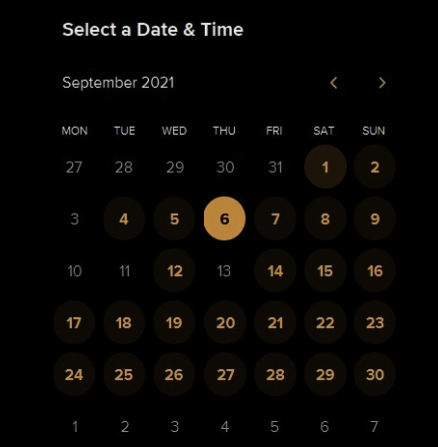 Select a Date & Time
September 2021
MON TUE WED THU FRI SAT SUN
27 28 29 30 31 1 2
3 4 5 6 7 8 9
10 11 12 13 14 15 16
17 18 19 20 21 22 23
24 25 26 27 28 29 30
1 2 3 4 5 6 7